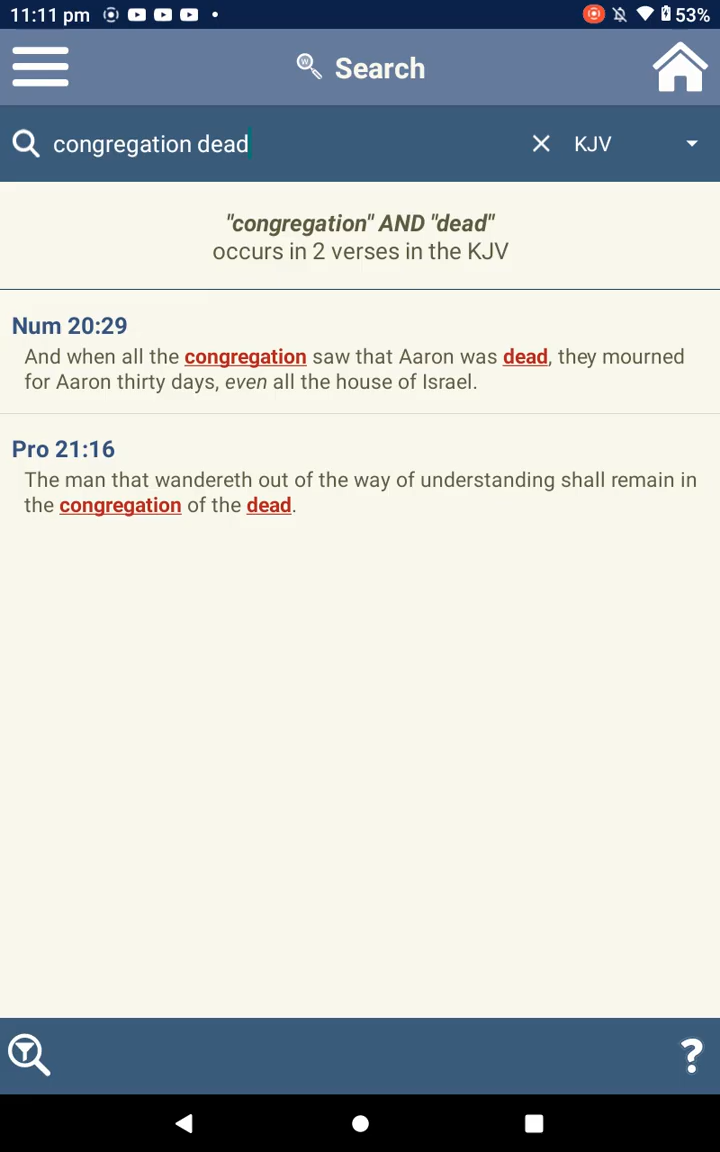 11:11 pm 53%
Search
congregation dead KJV
"congregation" AND "dead"
occurs in 2 verses in the KJV
Num 20:29
And when all the congregation saw that Aaron was dead, they mourned
for Aaron thirty days, even all the house of Israel.
Pro 21:16
The man that wandereth out of the way of understanding shall remain in
the congregation of the dead.